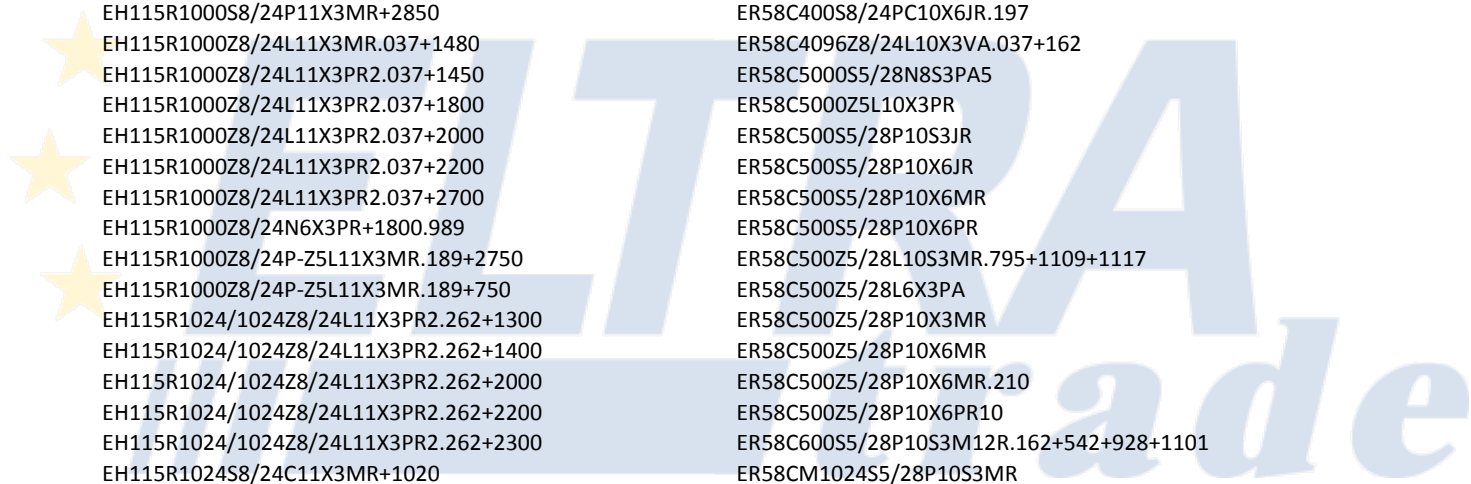 EH115R1000S8/24P11X3MR+2850
EH115R1000Z8/24L11X3MR.037+1480
EH115R1000Z8/24L11X3PR2.037+1450
EH115R1000Z8/24L11X3PR2.037+1800
EH115R1000Z8/24L11X3PR2.037+2000
EH115R1000Z8/24L11X3PR2.037+2200
EH115R1000Z8/24L11X3PR2.037+2700
EH115R1000Z8/24N6X3PR+1800.989
EH115R1000Z8/24P-Z5L11X3MR.189+2750
EH115R1000Z8/24P-Z5L11X3MR.189+750
EH115R1024/1024Z8/24L11X3PR2.262+1300
EH115R1024/1024Z8/24L11X3PR2.262+1400
EH115R1024/1024Z8/24L11X3PR2.262+2000
EH115R1024/1024Z8/24L11X3PR2.262+2200
EH115R1024/1024Z8/24L11X3PR2.262+2300
EH115R1024S8/24C11X3MR+1020
ER58C400S8/24PC10X6JR.197
ER58C4096Z8/24L10X3VA.037+162
ER58C5000S5/28N8S3PA5
ER58C5000Z5L10X3PR
ER58C500S5/28P10S3JR
ER58C500S5/28P10X6JR
ER58C500S5/28P10X6MR
ER58C500S5/28P10X6PR
ER58C500Z5/28L10S3MR.795+1109+1117
ER58C500Z5/28L6X3PA
ER58C500Z5/28P10X3MR
ER58C500Z5/28P10X6MR
ER58C500Z5/28P10X6MR.210
ER58C500Z5/28P10X6PR10
ER58C600S5/28P10S3M12R.162+542+928+1101
ER58CM1024S5/28P10S3MR
ELTRA
trade